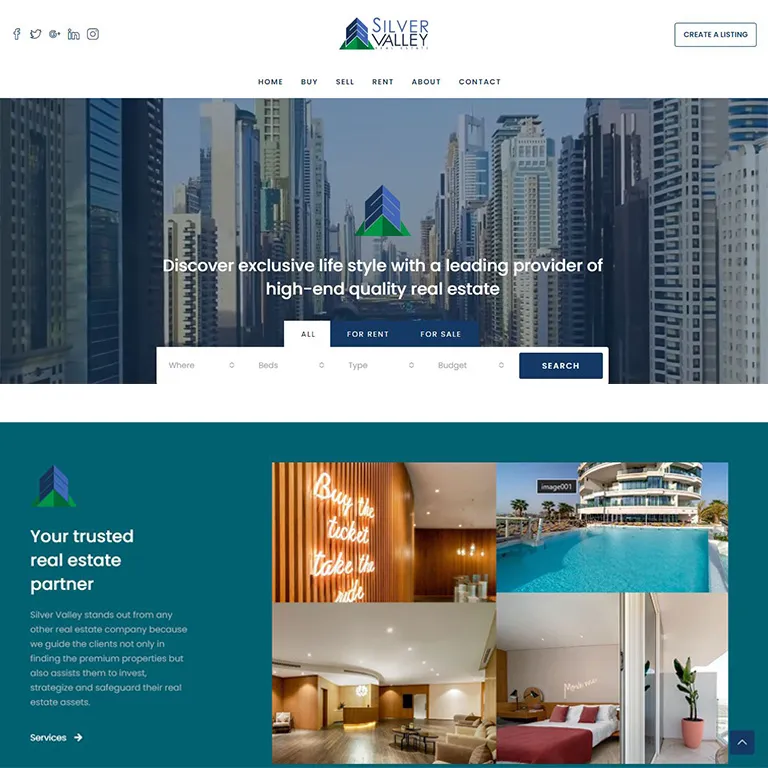 SILVER
VALLEY
REAL ESTATE
CREATE A LISTING
HOME BUY SELL RENT ABOUT CONTACT
Discover exclusive life style with a leading provider of
high-end quality real estate
ALL FOR RENT FOR SALE
Where Beds Type Budget SEARCH
Your trusted
real estate
partner
Silver Valley stands out from any
other real estate company because
we guide the clients not only in
finding the premium properties but
also assists them to invest,
strategize and safeguard their real
estate assets.
Services
Buy the
ticket
take the
ride
image001